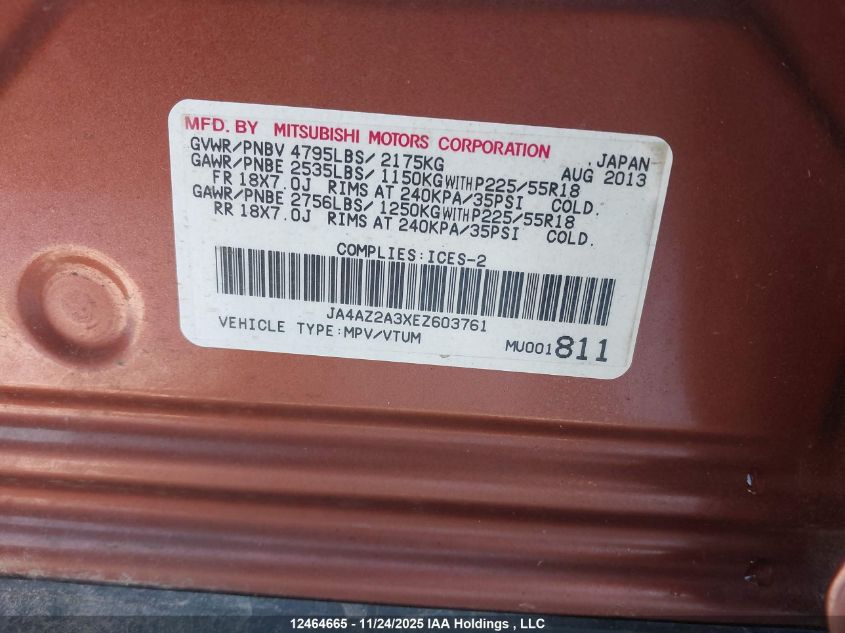 MFD. BY MITSUBISHI MOTORS CORPORATION, JAPAN
GVWR/PNBV 4795LBS/ 2175KG AUG 2013
GAWR/PNBE 2535LBS/ 1150KG WITH P225/55R18
FR 18X7.0J RIMS AT 240KPA/35PSI COLD.
GAWR/PNBE 2756LBS/ 1250KG WITH P225/55R18
RR 18X7.0J RIMS AT 240KPA/35PSI COLD.
COMPLIES:ICES-2
JA4AZ2A3XEZ603761
VEHICLE TYPE:MPV/VTUM MU001811
12464665 - 11/24/2025 IAA Holdings , LLC